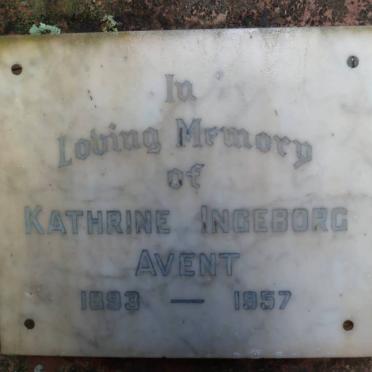 In
Loving Memory
of
KATHRINE INGEBORG
AVENT
1893 — 1957